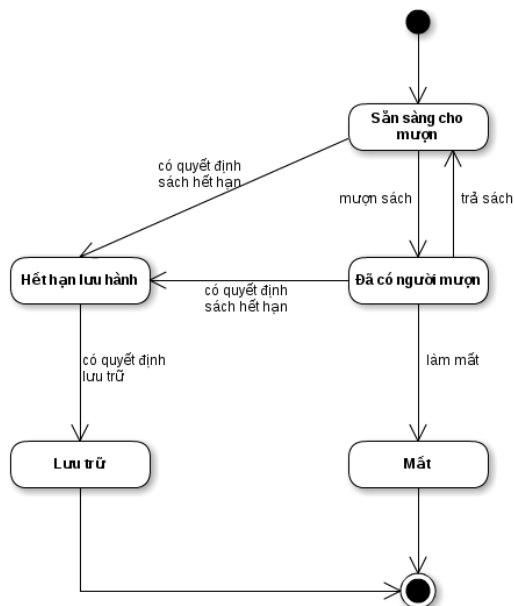 Sẵn sàng cho
mượn
có quyết định
sách hết hạn
mượn sách
trả sách
Hết hạn lưu hành
có quyết định
sách hết hạn
Đã có người mượn
có quyết định
lưu trữ
làm mất
Lưu trữ
Mất